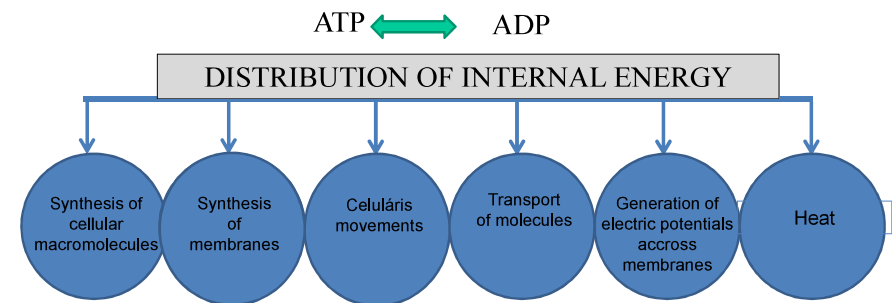 ATP ADP
DISTRIBUTION OF INTERNAL ENERGY
Synthesis of
cellular
macromolecules
Synthesis
of
membranes
Celuláris
movements
Transport
of molecules
Generation of
electric potentials
accross
membranes
Heat